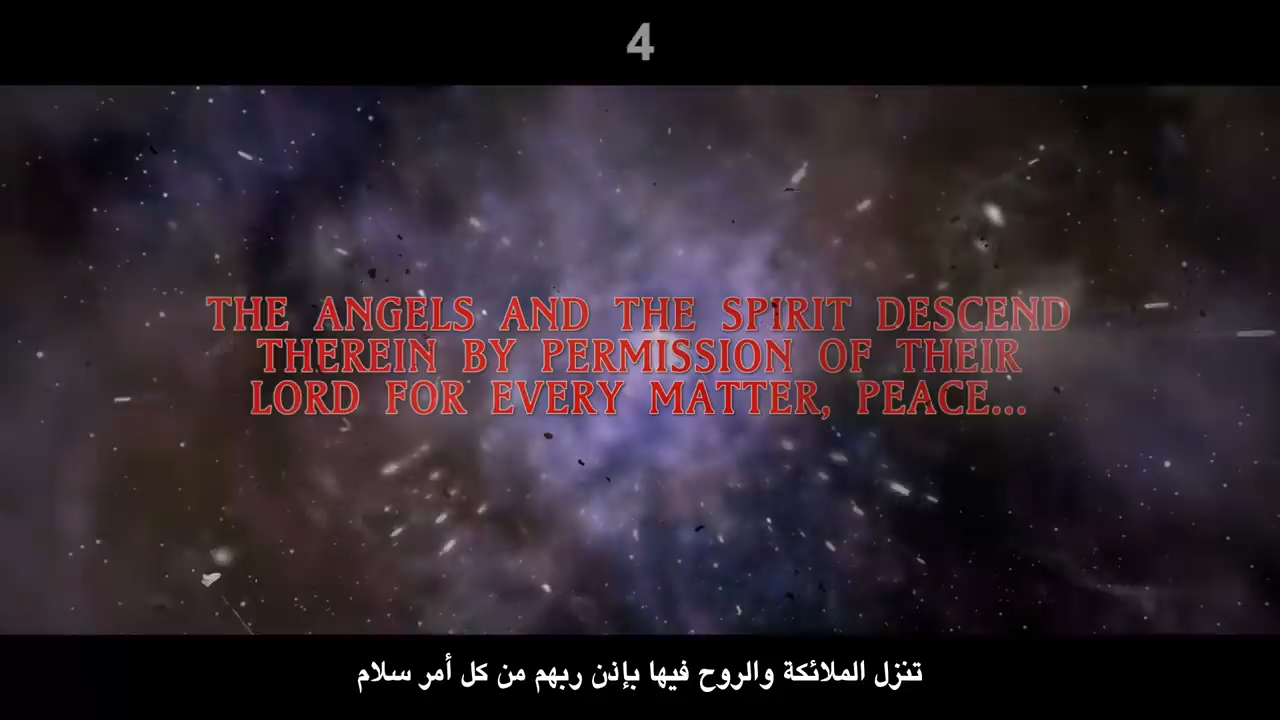 4
THE ANGELS AND THE SPIRIT DESCEND
THEREIN BY PERMISSION OF THEIR
LORD FOR EVERY MATTER, PEACE...
تنزل الملائكة والروح فيها بإذن ربهم من كل أمر سلام